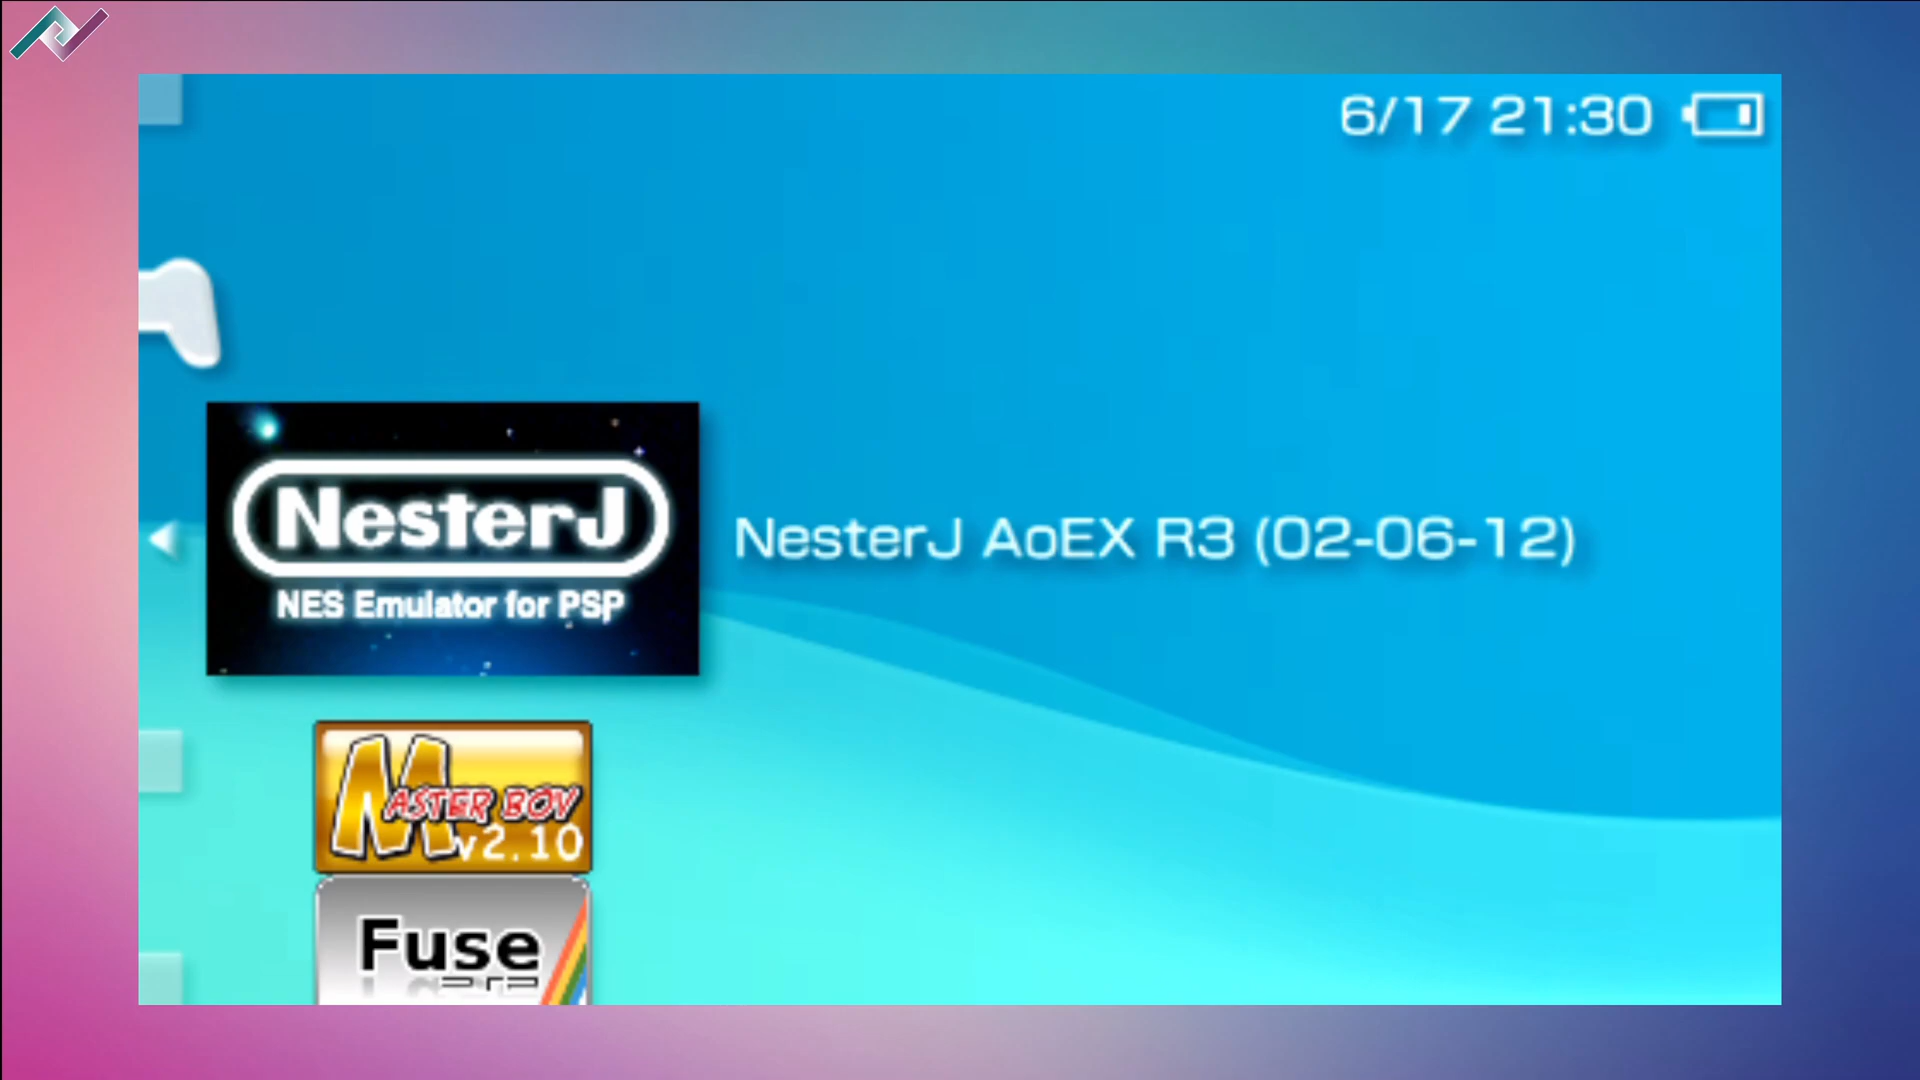 6/17 21:30
NesterJ
NES Emulator for PSP
NesterJ AoEX R3 (02-06-12)
MASTER BOY
v2.10
Fuse